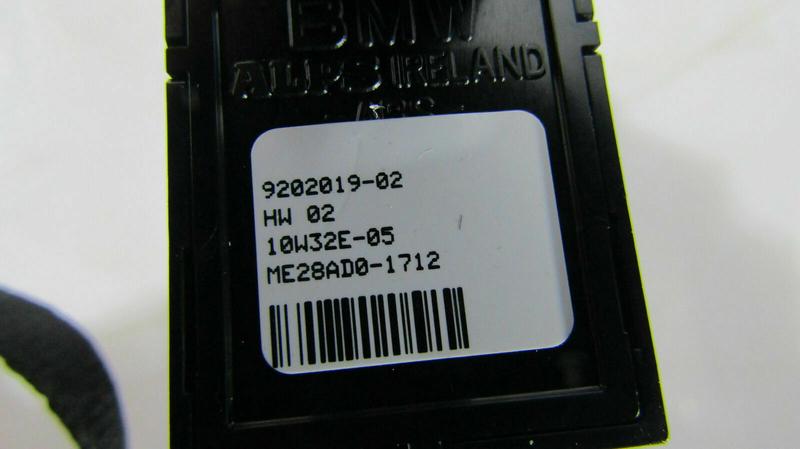 BMW
ALPS IRELAND
9202019-02
HW 02
10W32E-05
ME28AD0-1712